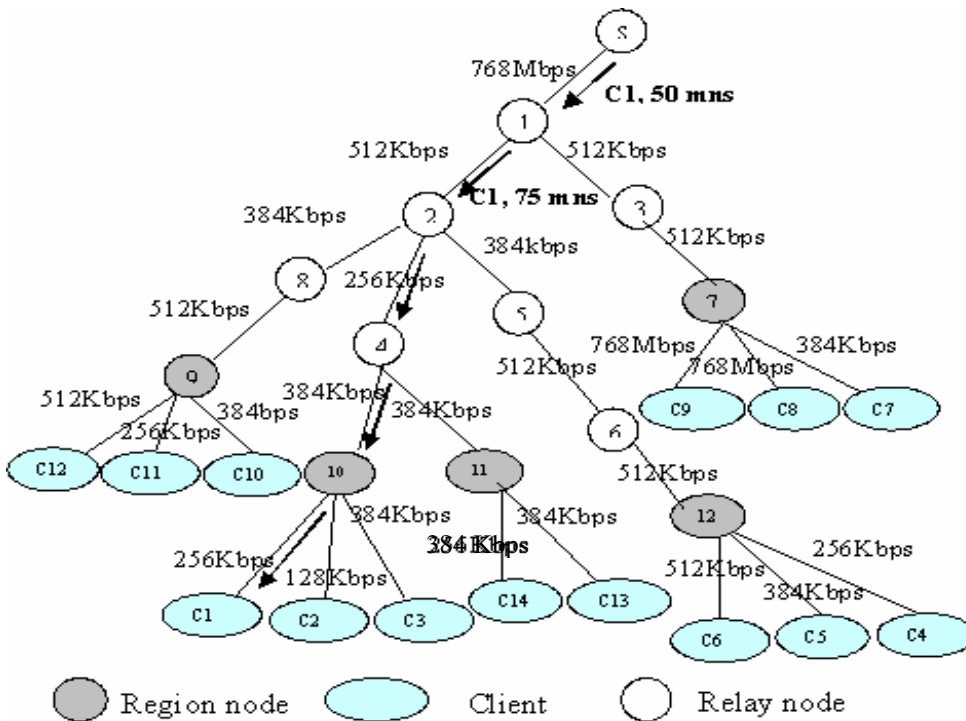 S
768Mbps
C1, 50 mns
1
512Kbps
512Kbps
C1, 75 mns
2
3
384Kbps
384kbps
512Kbps
8
256Kbps
5
7
512Kbps
4
768Mbps
384Kbps
512Kbps
768Mbps
9
384Kbps
384Kbps
C9
C8
C7
512Kbps
384bps
256Kbps
6
C12
C11
C10
10
11
512Kbps
384Kbps
384Kbps
12
256Kbps
512Kbps
256Kbps
128Kbps
384Kbps
C1
C2
C3
C14
C13
C6
C5
C4
Region node
Client
Relay node